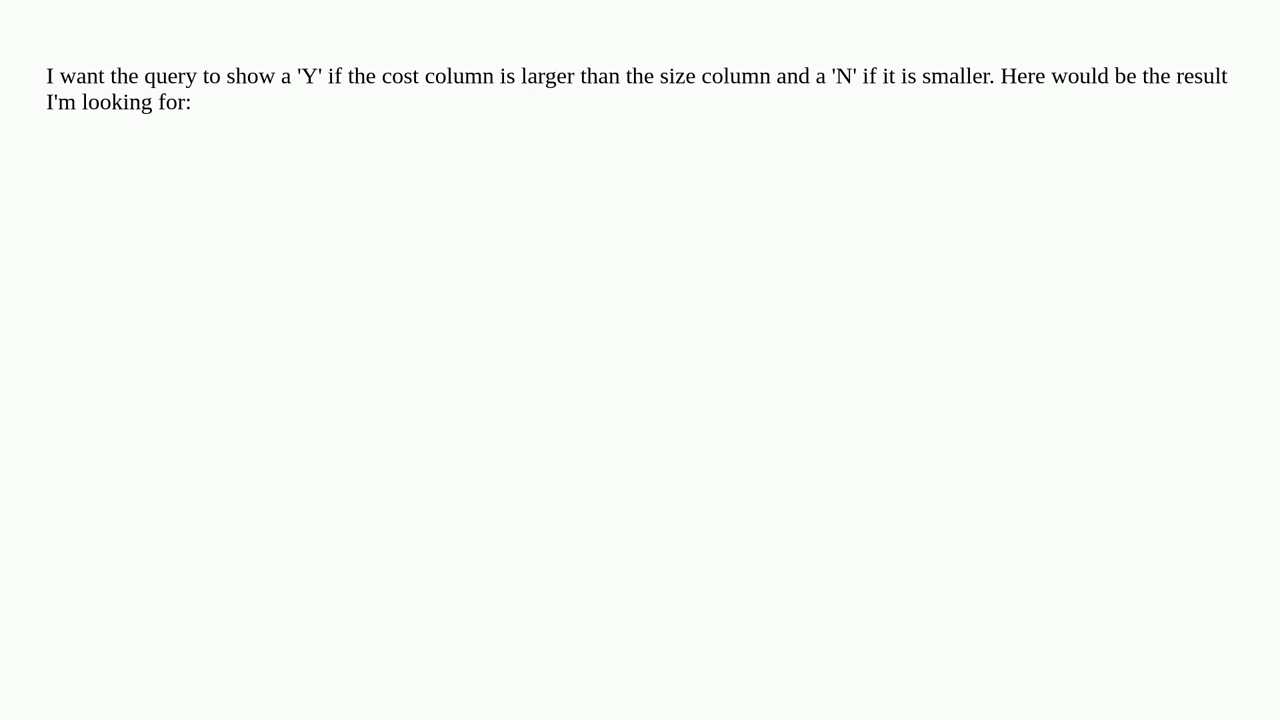 I want the query to show a 'Y' if the cost column is larger than the size column and a 'N' if it is smaller. Here would be the result
I'm looking for: